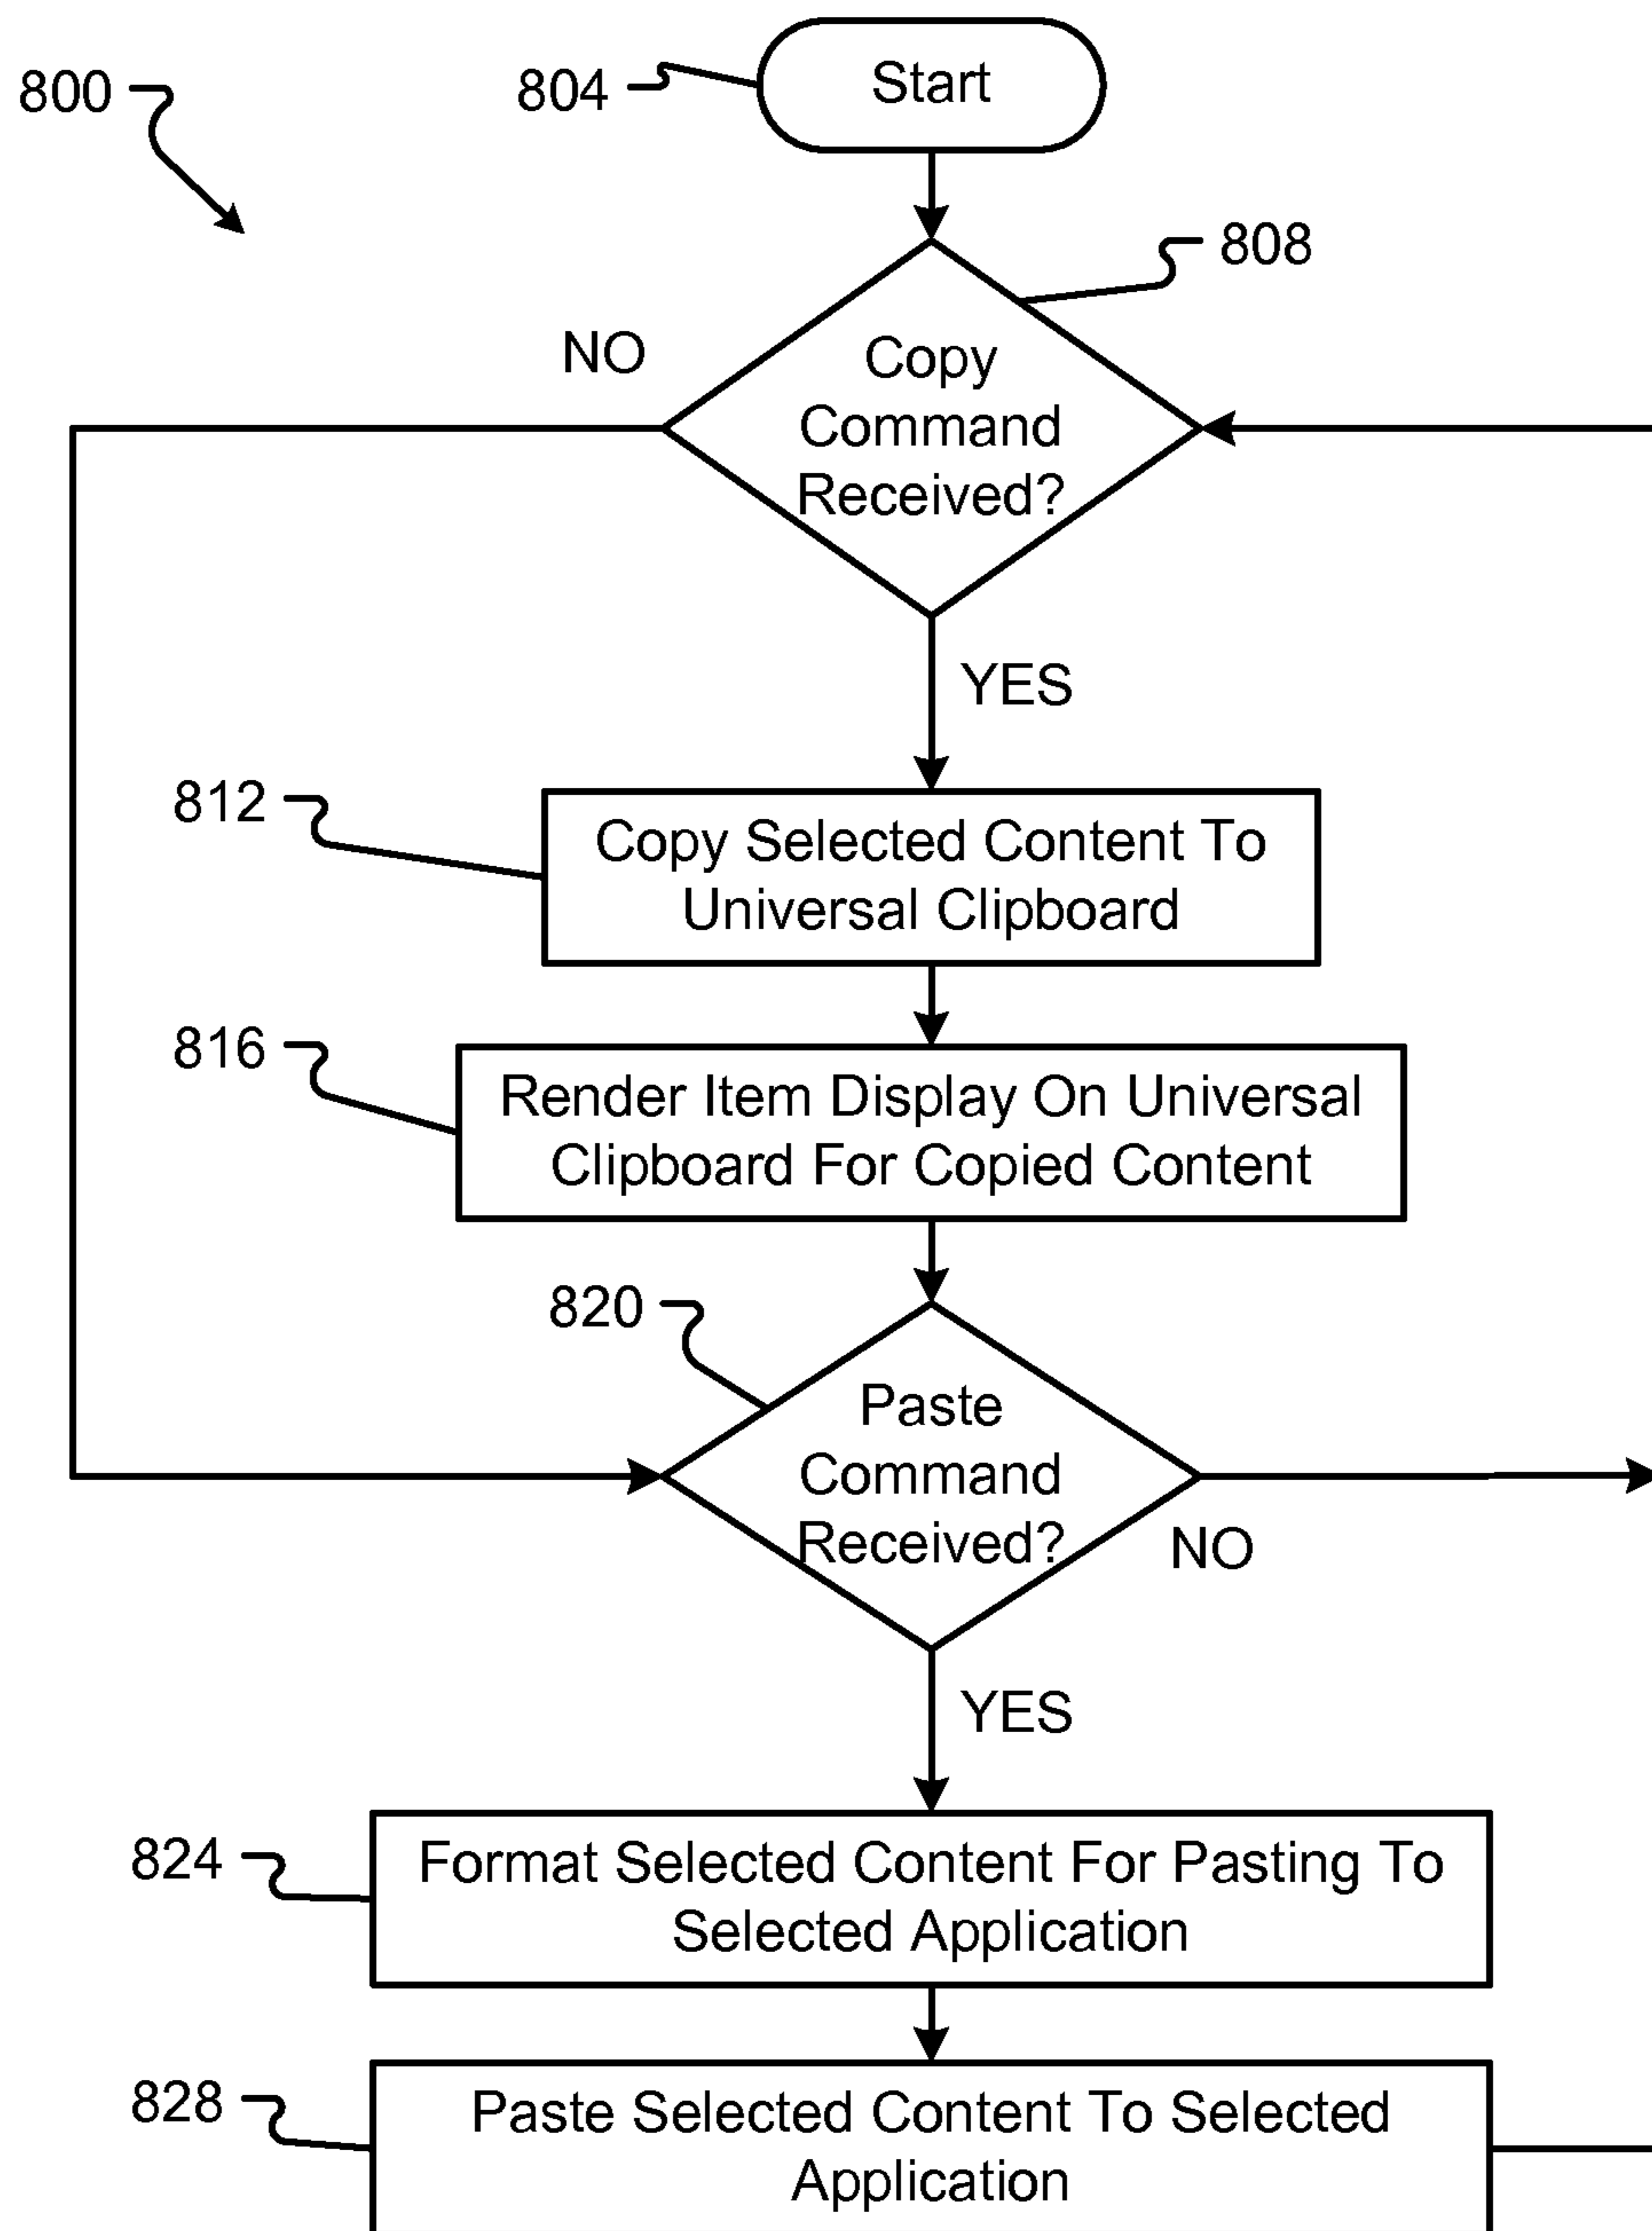 800
804
Start
808
NO
Copy
Command
Received?
YES
812
Copy Selected Content To
Universal Clipboard
816
Render Item Display On Universal
Clipboard For Copied Content
820
Paste
Command
Received?
NO
YES
824
Format Selected Content For Pasting To
Selected Application
828
Paste Selected Content To Selected
Application